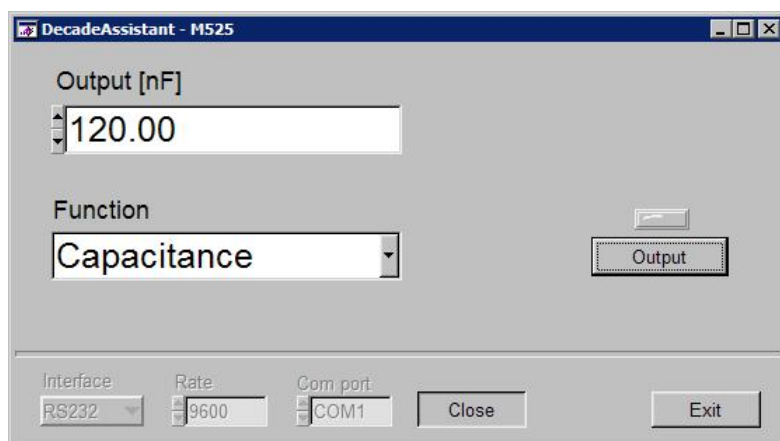 DecadeAssistant - M525
Output [nF]
120.00
Function
Capacitance
Output
Interface
Rate
Com port
RS232
9600
COM1
Close
Exit